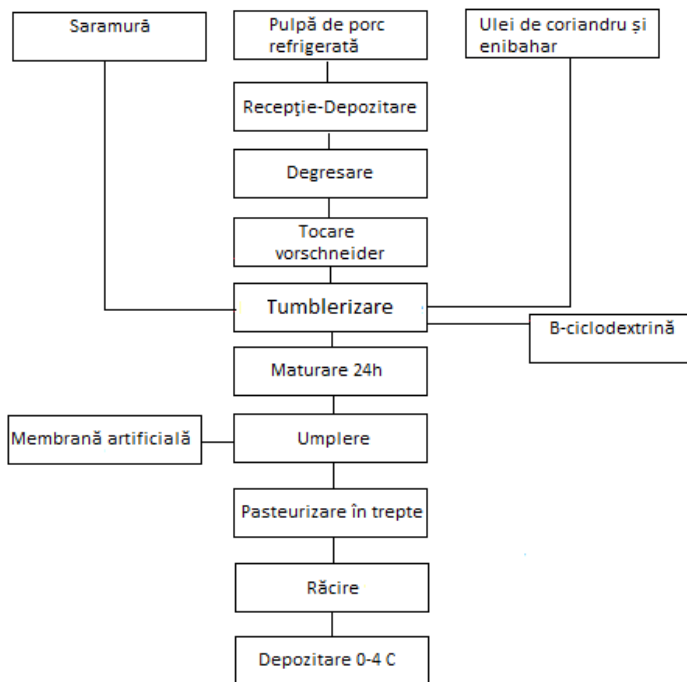 Saramură
Pulpă de porc
refrigerată
Ulei de coriandru și
enibahar
Recepţie-Depozitare
Degresare
Tocare
vorschneider
Tumblerizare
B-ciclodextrină
Maturare 24h
Membrană artificială
Umplere
Pasteurizare în trepte
Răcire
Depozitare 0-4 C